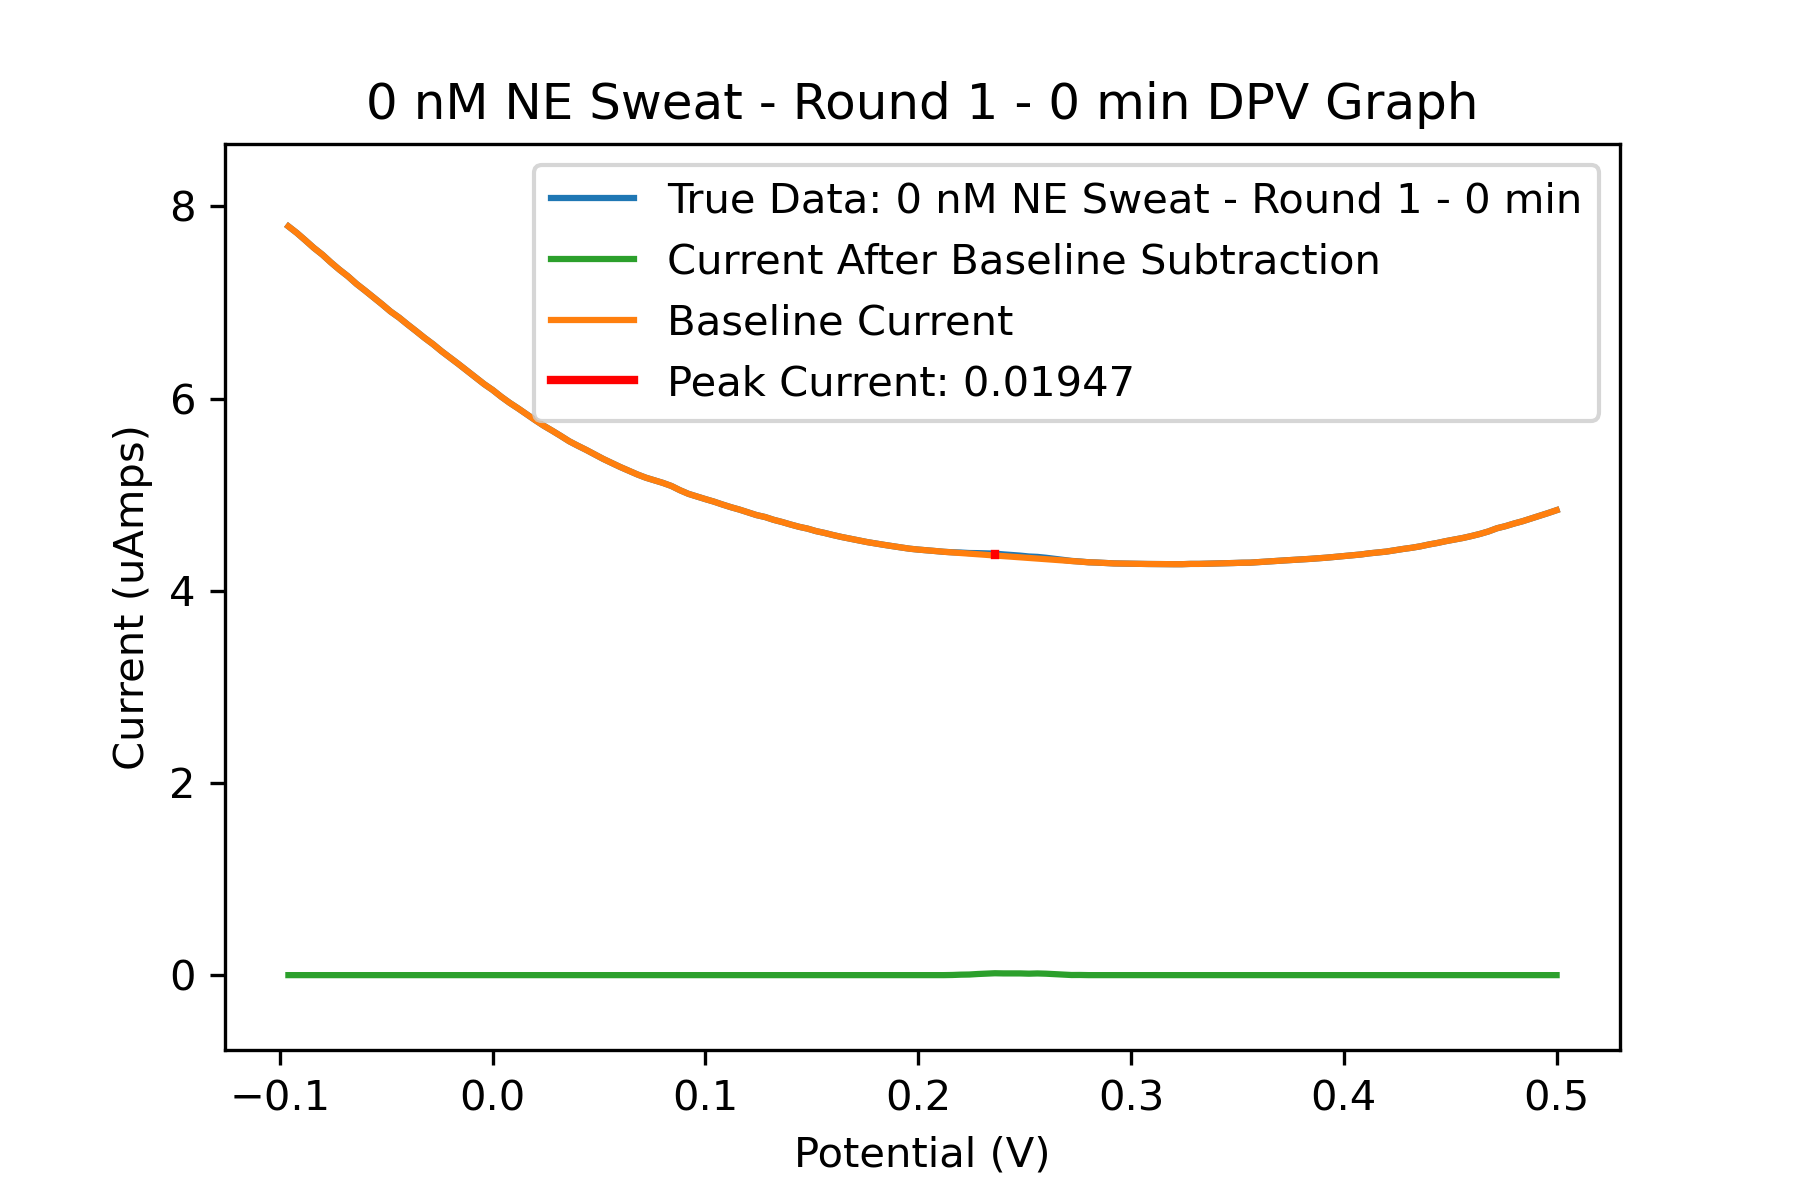 0 nM NE Sweat - Round 1 - 0 min DPV Graph
True Data: 0 nM NE Sweat - Round 1 - 0 min
Current After Baseline Subtraction
Baseline Current
Peak Current: 0.01947
Current (uAmps)
8
6
4
2
0
−0.1 0.0 0.1 0.2 0.3 0.4 0.5
Potential (V)